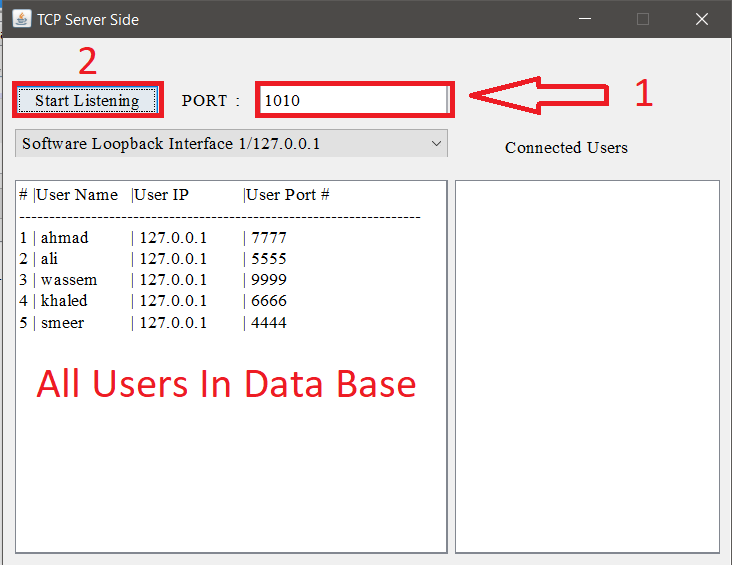 TCP Server Side
2
Start Listening PORT : 1010 1
Software Loopback Interface 1/127.0.0.1
Connected Users
# |User Name |User IP |User Port #
--------------------------------------------------------------------
1 | ahmad | 127.0.0.1 | 7777
2 | ali | 127.0.0.1 | 5555
3 | wassem | 127.0.0.1 | 9999
4 | khaled | 127.0.0.1 | 6666
5 | smeer | 127.0.0.1 | 4444
All Users In Data Base